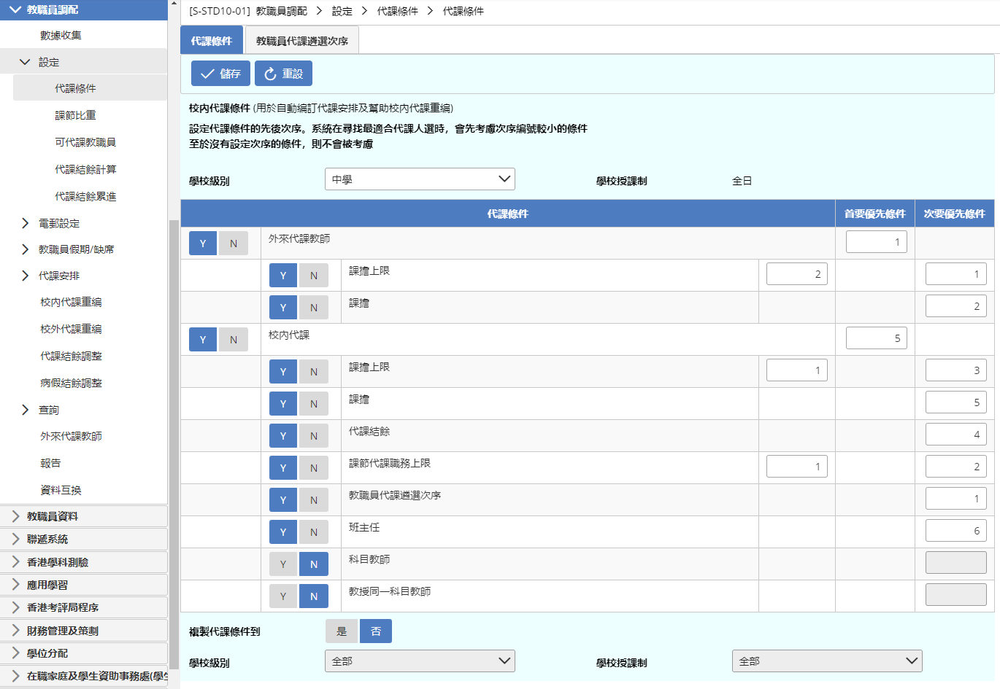 教職員調配
數據收集
設定
代課條件
課節比重
可代課教職員
代課結餘計算
代課結餘累進
電郵設定
教職員假期/缺席
代課安排
校內代課重編
校外代課重編
代課結餘調整
病假結餘調整
查詢
外來代課教師
報告
資料互換
教職員資料
聯遞系統
香港學科測驗
應用學習
香港考評局程序
財務管理及策劃
學位分配
在職家庭及學生資助事務處(學生
[S-STD10-01] 教職員調配 > 設定 > 代課條件 > 代課條件
代課條件 教職員代課遴選次序
儲存 重設
校內代課條件 (用於自動編訂代課安排及幫助校內代課重編)
設定代課條件的先後次序。系統在尋找最適合代課人選時，會先考慮次序編號較小的條件
至於沒有設定次序的條件，則不會被考慮
學校級別 中學 學校授課制 全日
代課條件 首要優先條件 次要優先條件
Y N 外來代課教師 1
Y N 課擔上限 2 1
Y N 課擔 2
Y N 校內代課 5
Y N 課擔上限 1 3
Y N 課擔 5
Y N 代課結餘 4
Y N 課節代課職務上限 1 2
Y N 教職員代課遴選次序 1
Y N 班主任 6
Y N 科目教師
Y N 教授同一科目教師
複製代課條件到 是 否
學校級別 全部 學校授課制 全部